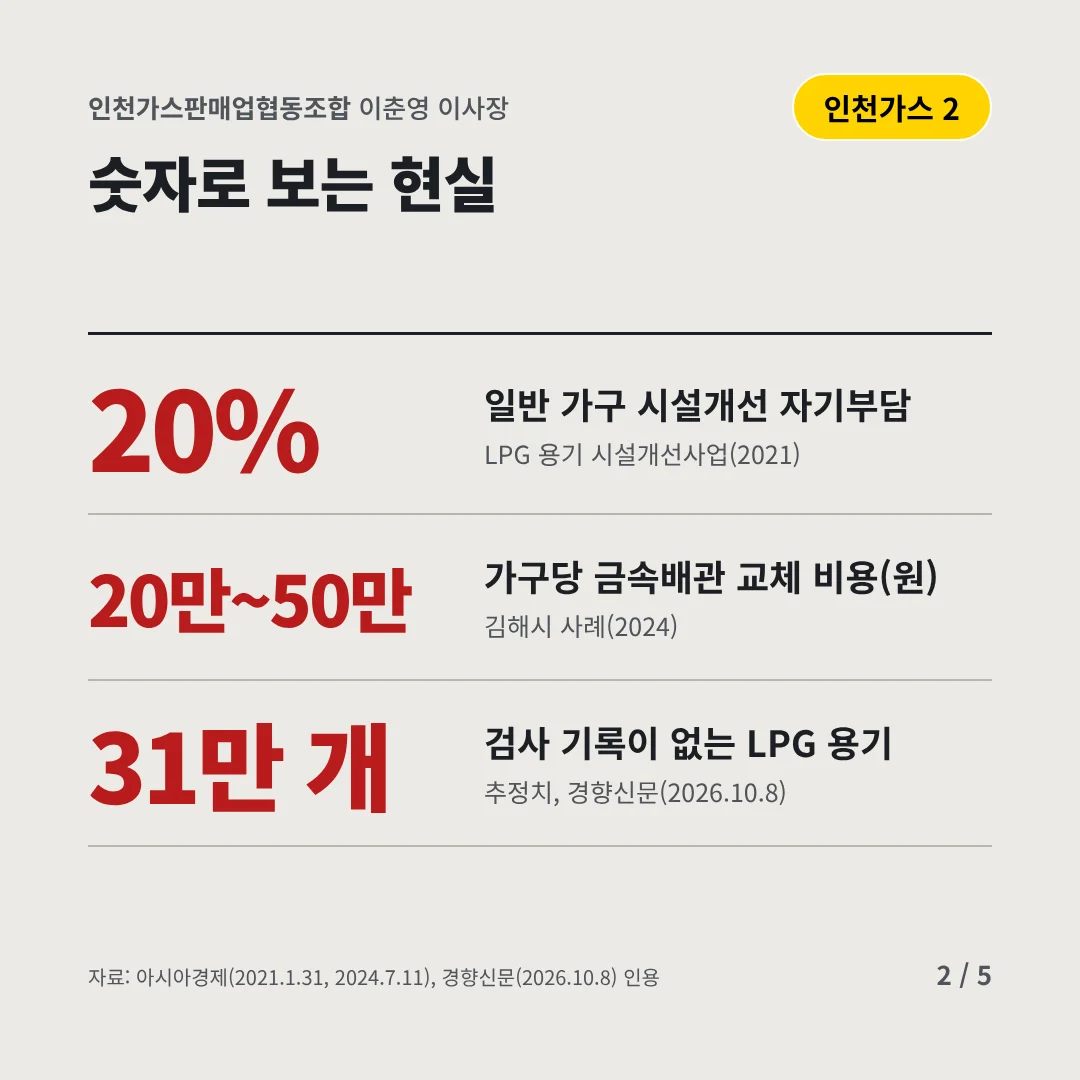 인천가스판매업협동조합 이춘영 이사장
인천가스 2
숫자로 보는 현실
20%
일반 가구 시설개선 자기부담
LPG 용기 시설개선사업(2021)
20만~50만
가구당 금속배관 교체 비용(원)
김해시 사례(2024)
31만 개
검사 기록이 없는 LPG 용기
추정치, 경향신문(2026.10.8)
자료: 아시아경제(2021.1.31, 2024.7.11), 경향신문(2026.10.8) 인용
2 / 5